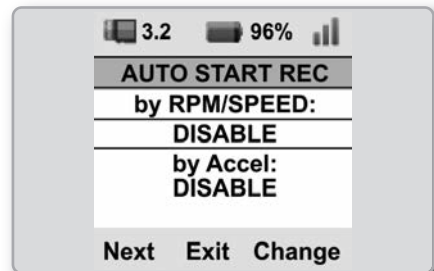 3.2 96%
AUTO START REC
by RPM/SPEED:
DISABLE
by Accel:
DISABLE
Next Exit Change